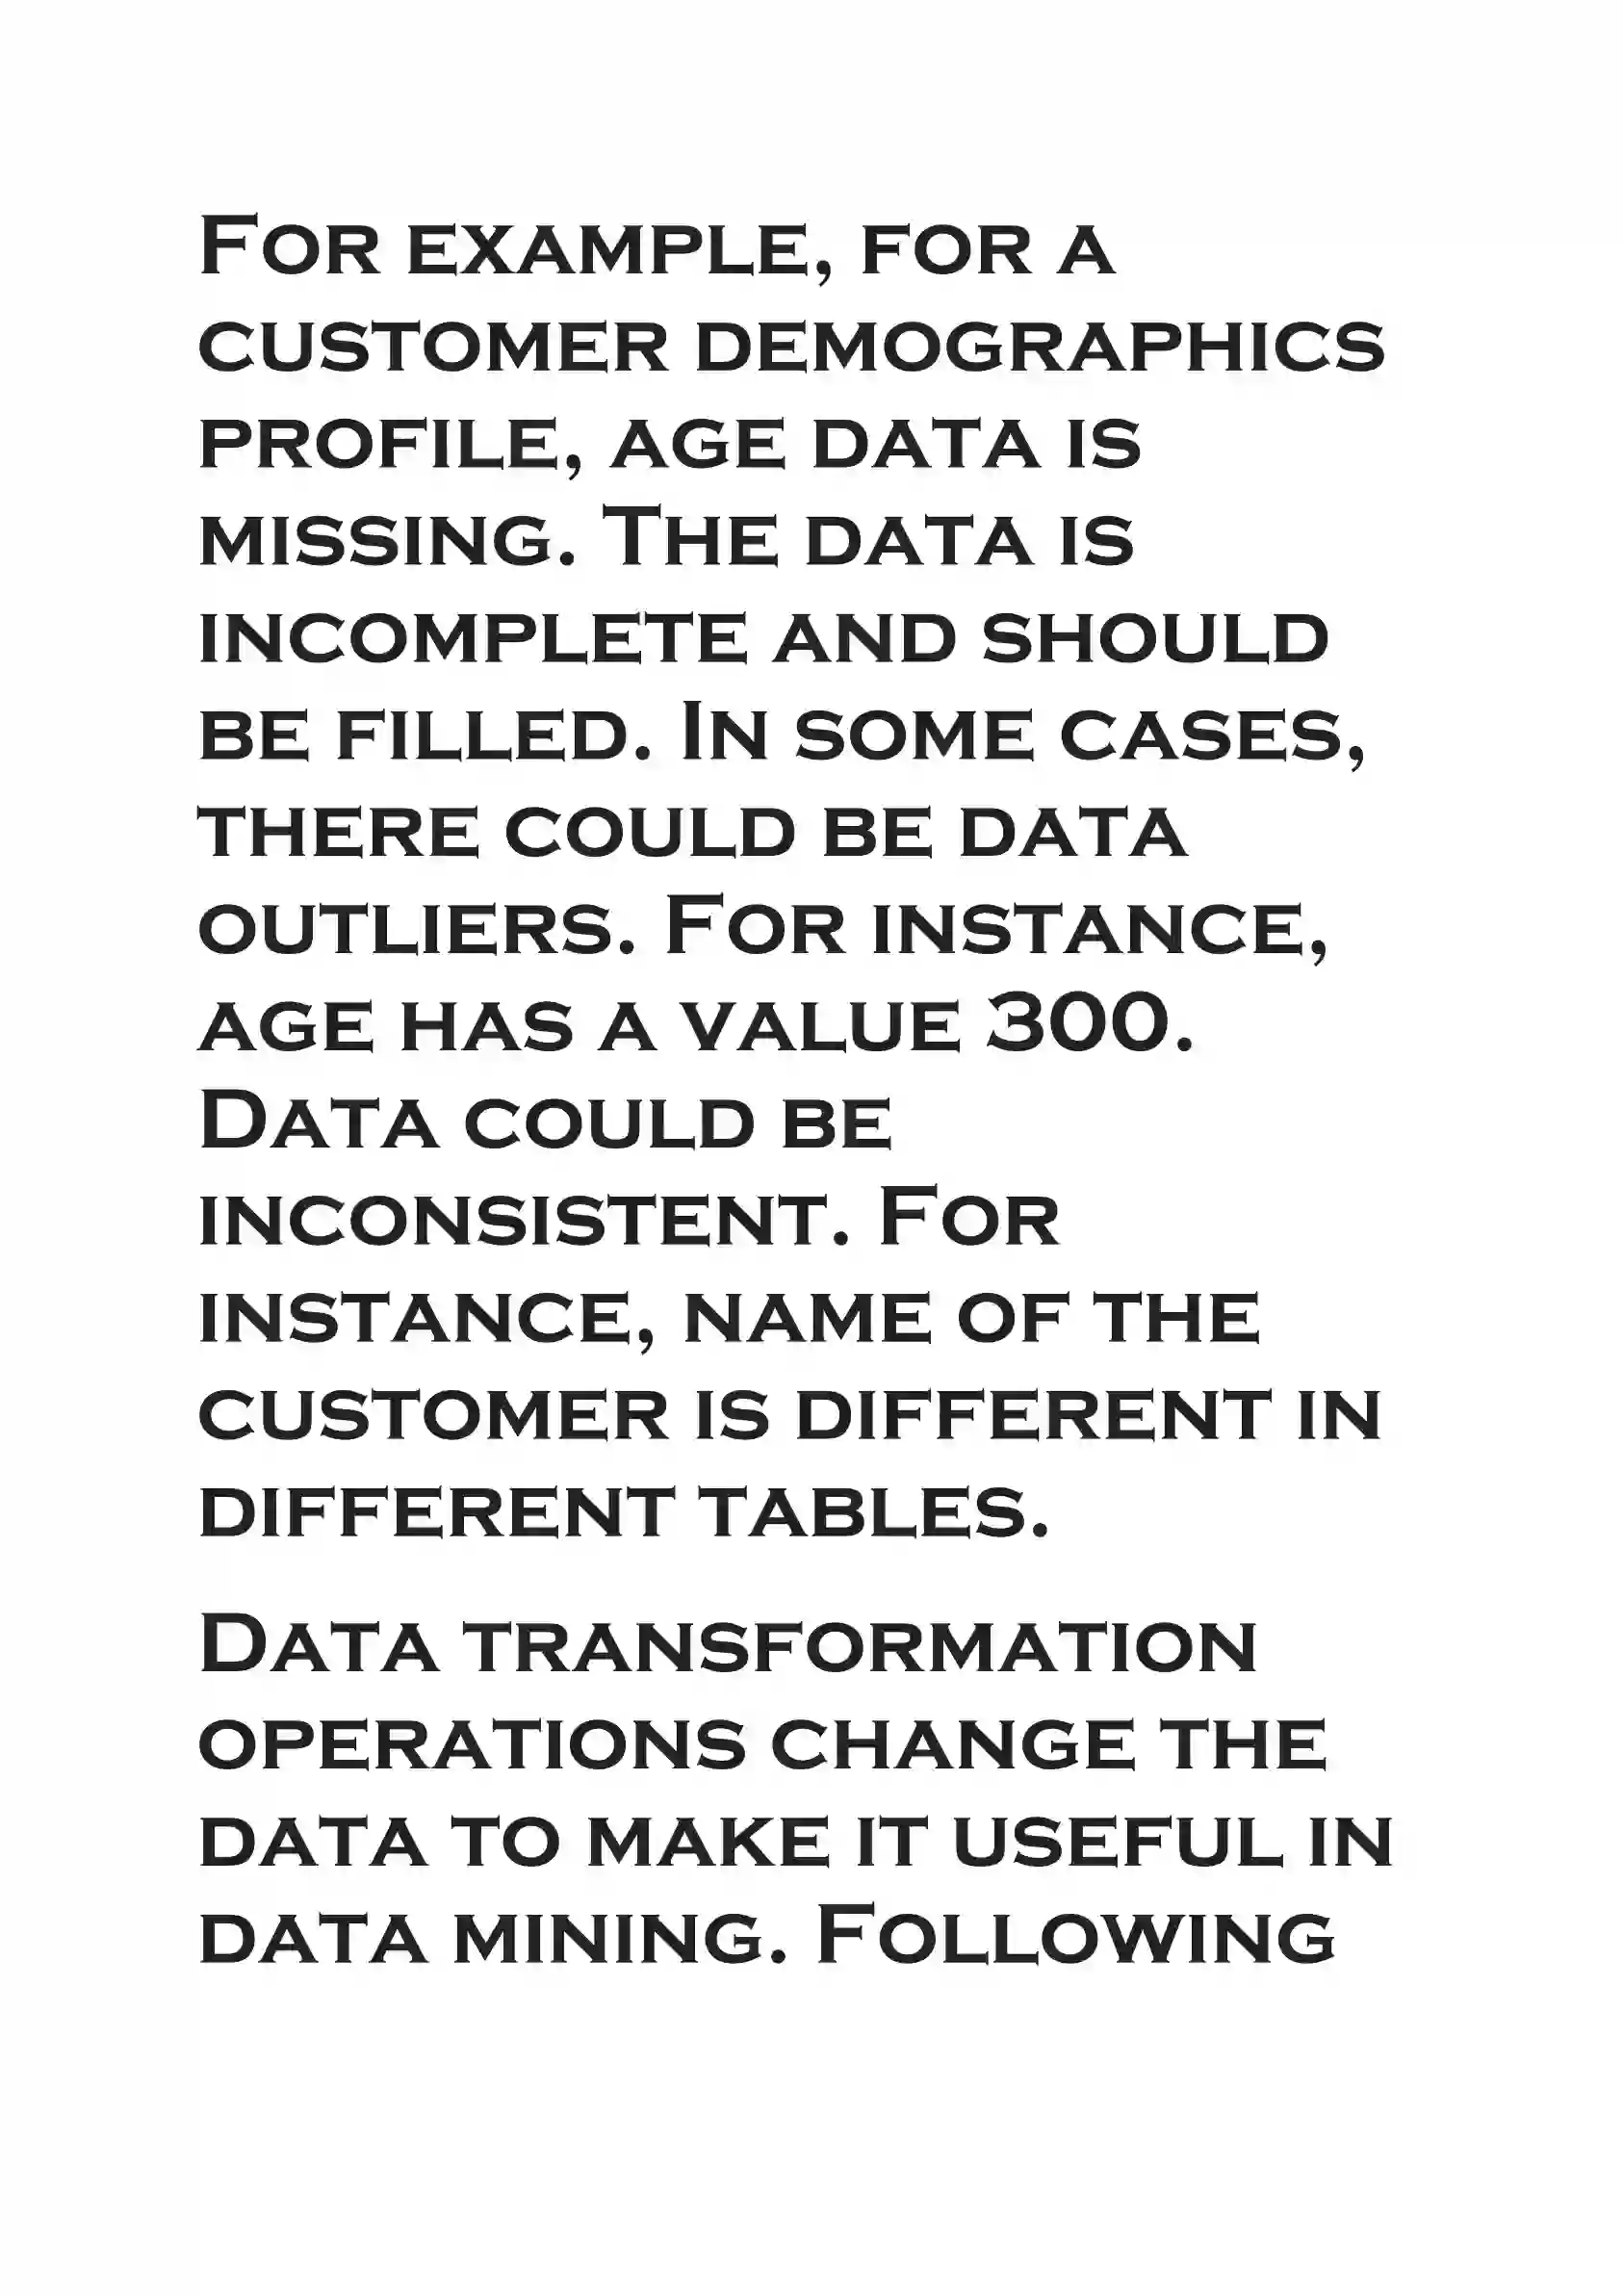 For example, for a
customer demographics
profile, age data is
missing. The data is
incomplete and should
be filled. In some cases,
there could be data
outliers. For instance,
age has a value 300.
Data could be
inconsistent. For
instance, name of the
customer is different in
different tables.
Data transformation
operations change the
data to make it useful in
data mining. Following